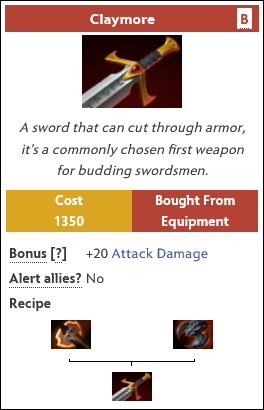 Claymore B
A sword that can cut through armor,
it's a commonly chosen first weapon
for budding swordsmen.
Cost
1350
Bought From
Equipment
Bonus [?] +20 Attack Damage
Alert allies? No
Recipe